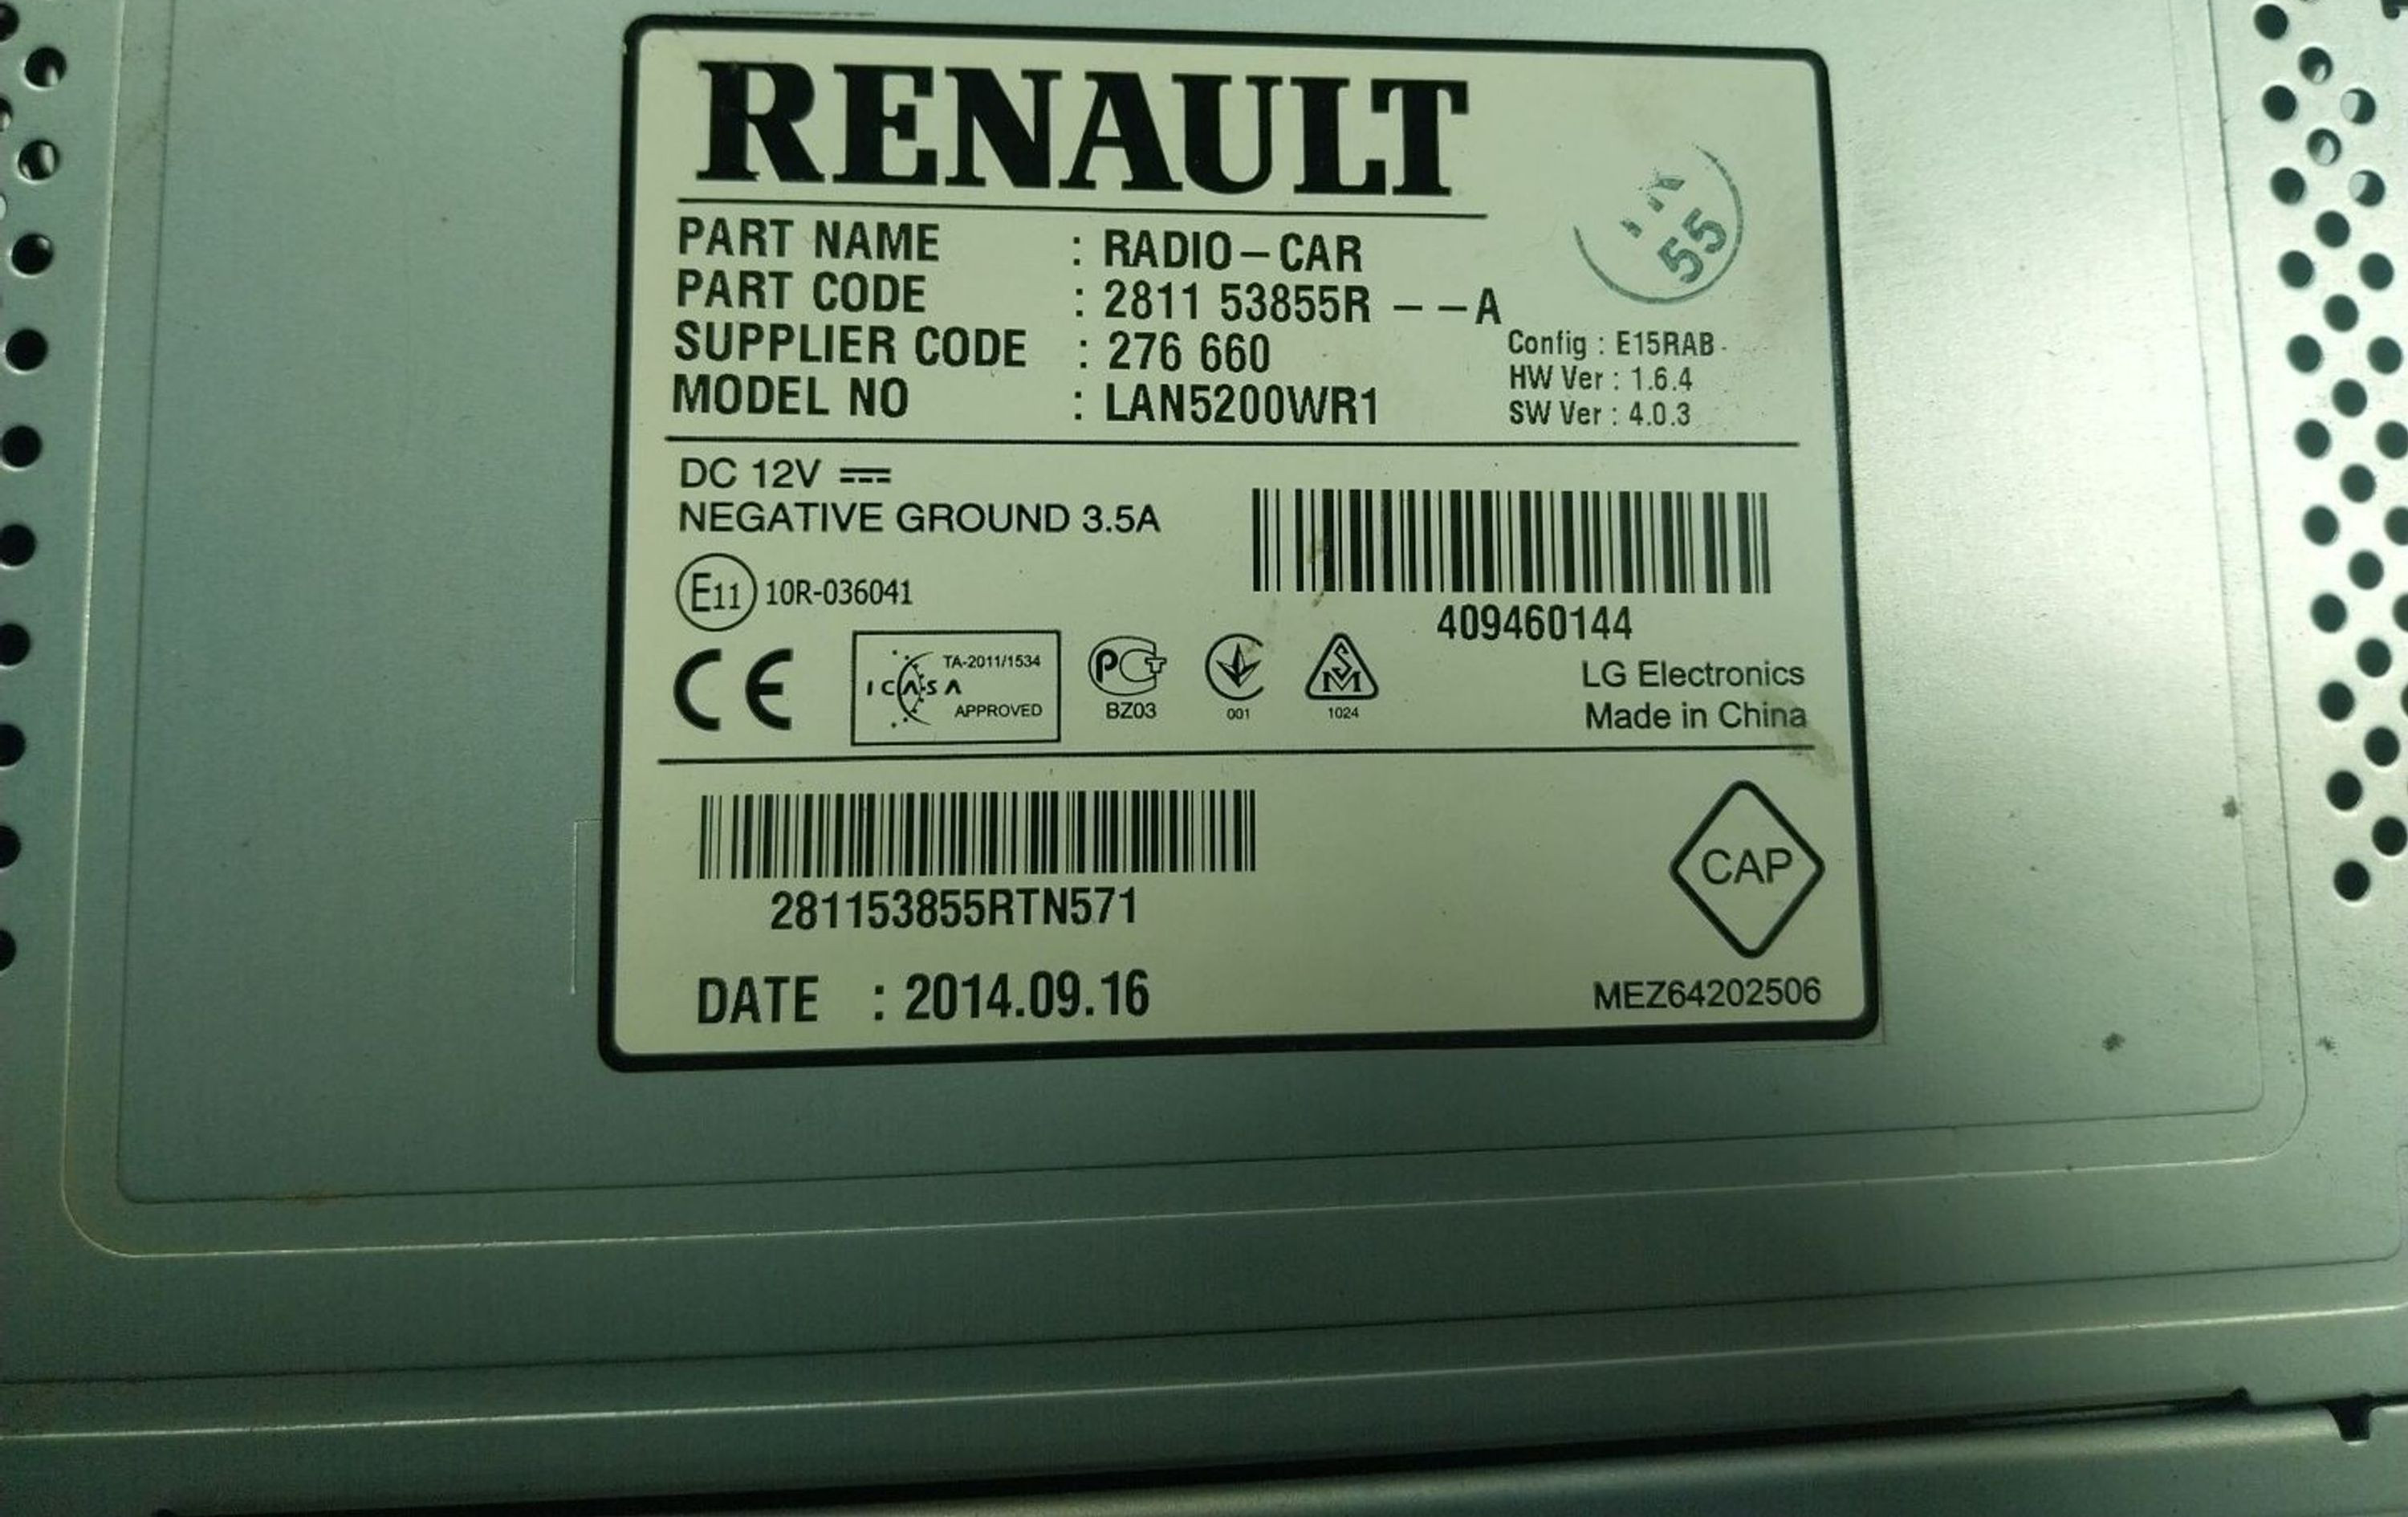 RENAULT
PART NAME : RADIO-CAR
PART CODE : 2811 53855R --A
SUPPLIER CODE : 276 660
MODEL NO : LAN5200WR1
55
Config : E15RAB
HW Ver : 1.6.4
SW Ver : 4.0.3
DC 12V
NEGATIVE GROUND 3.5A
E11 10R-036041
409460144
CE
TA-2011/1534
ICASA
APPROVED
PCT
BZ03
001
SM
1024
LG Electronics
Made in China
281153855RTN571
CAP
DATE : 2014.09.16
MEZ64202506